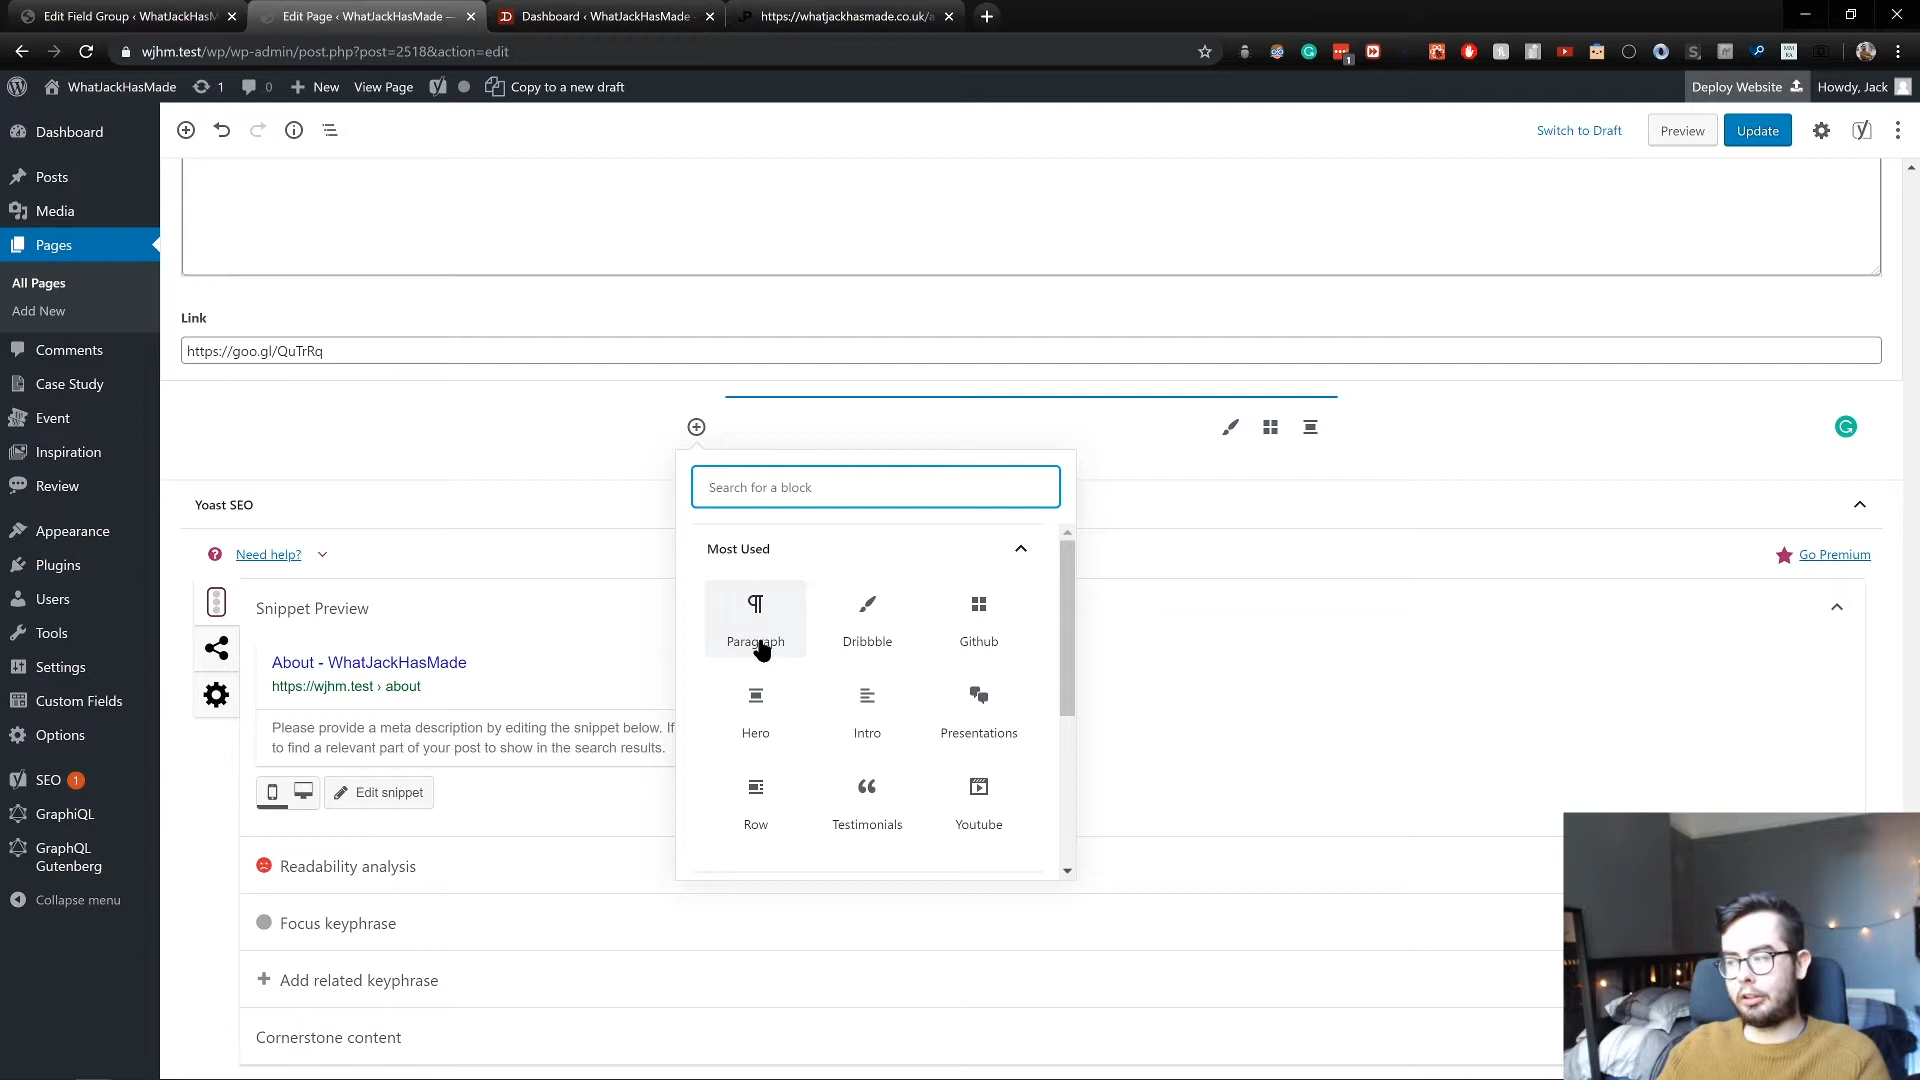 Edit Field Group ‹ WhatJackHasM
Edit Page ‹ WhatJackHasMade —
Dashboard ‹ WhatJackHasMade
https://whatjackhasmade.co.uk/a
wjhm.test/wp/wp-admin/post.php?post=2518&action=edit
WhatJackHasMade
1
0
New
View Page
Copy to a new draft
Deploy Website
Howdy, Jack
Dashboard
Posts
Media
Pages
All Pages
Add New
Comments
Case Study
Event
Inspiration
Review
Appearance
Plugins
Users
Tools
Settings
Custom Fields
Options
SEO 1
GraphiQL
GraphQL
Gutenberg
Collapse menu
Switch to Draft
Preview
Update
Link
https://goo.gl/QuTrRq
Search for a block
Most Used
Paragraph
Dribbble
Github
Hero
Intro
Presentations
Row
Testimonials
Youtube
Yoast SEO
Need help?
Go Premium
Snippet Preview
About - WhatJackHasMade
https://wjhm.test › about
Please provide a meta description by editing the snippet below. If
to find a relevant part of your post to show in the search results.
Edit snippet
Readability analysis
Focus keyphrase
Add related keyphrase
Cornerstone content